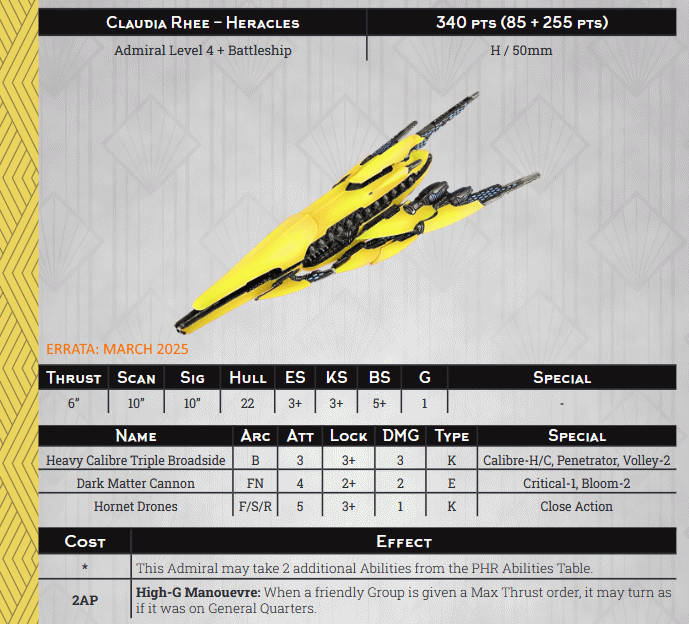 Claudia Rhee – Heracles 340 pts (85 + 255 pts)
Admiral Level 4 + Battleship H / 50mm
ERRATA: MARCH 2025
Thrust Scan Sig Hull ES KS BS G Special
6” 10” 10” 22 3+ 3+ 5+ 1 -
Name Arc Att Lock DMG Type Special
Heavy Calibre Triple Broadside B 3 3+ 3 K Calibre-H/C, Penetrator, Volley-2
Dark Matter Cannon FN 4 2+ 2 E Critical-1, Bloom-2
Hornet Drones F/S/R 5 3+ 1 K Close Action
Cost Effect
* This Admiral may take 2 additional Abilities from the PHR Abilities Table.
2AP High-G Manouevre: When a friendly Group is given a Max Thrust order, it may turn as
if it was on General Quarters.